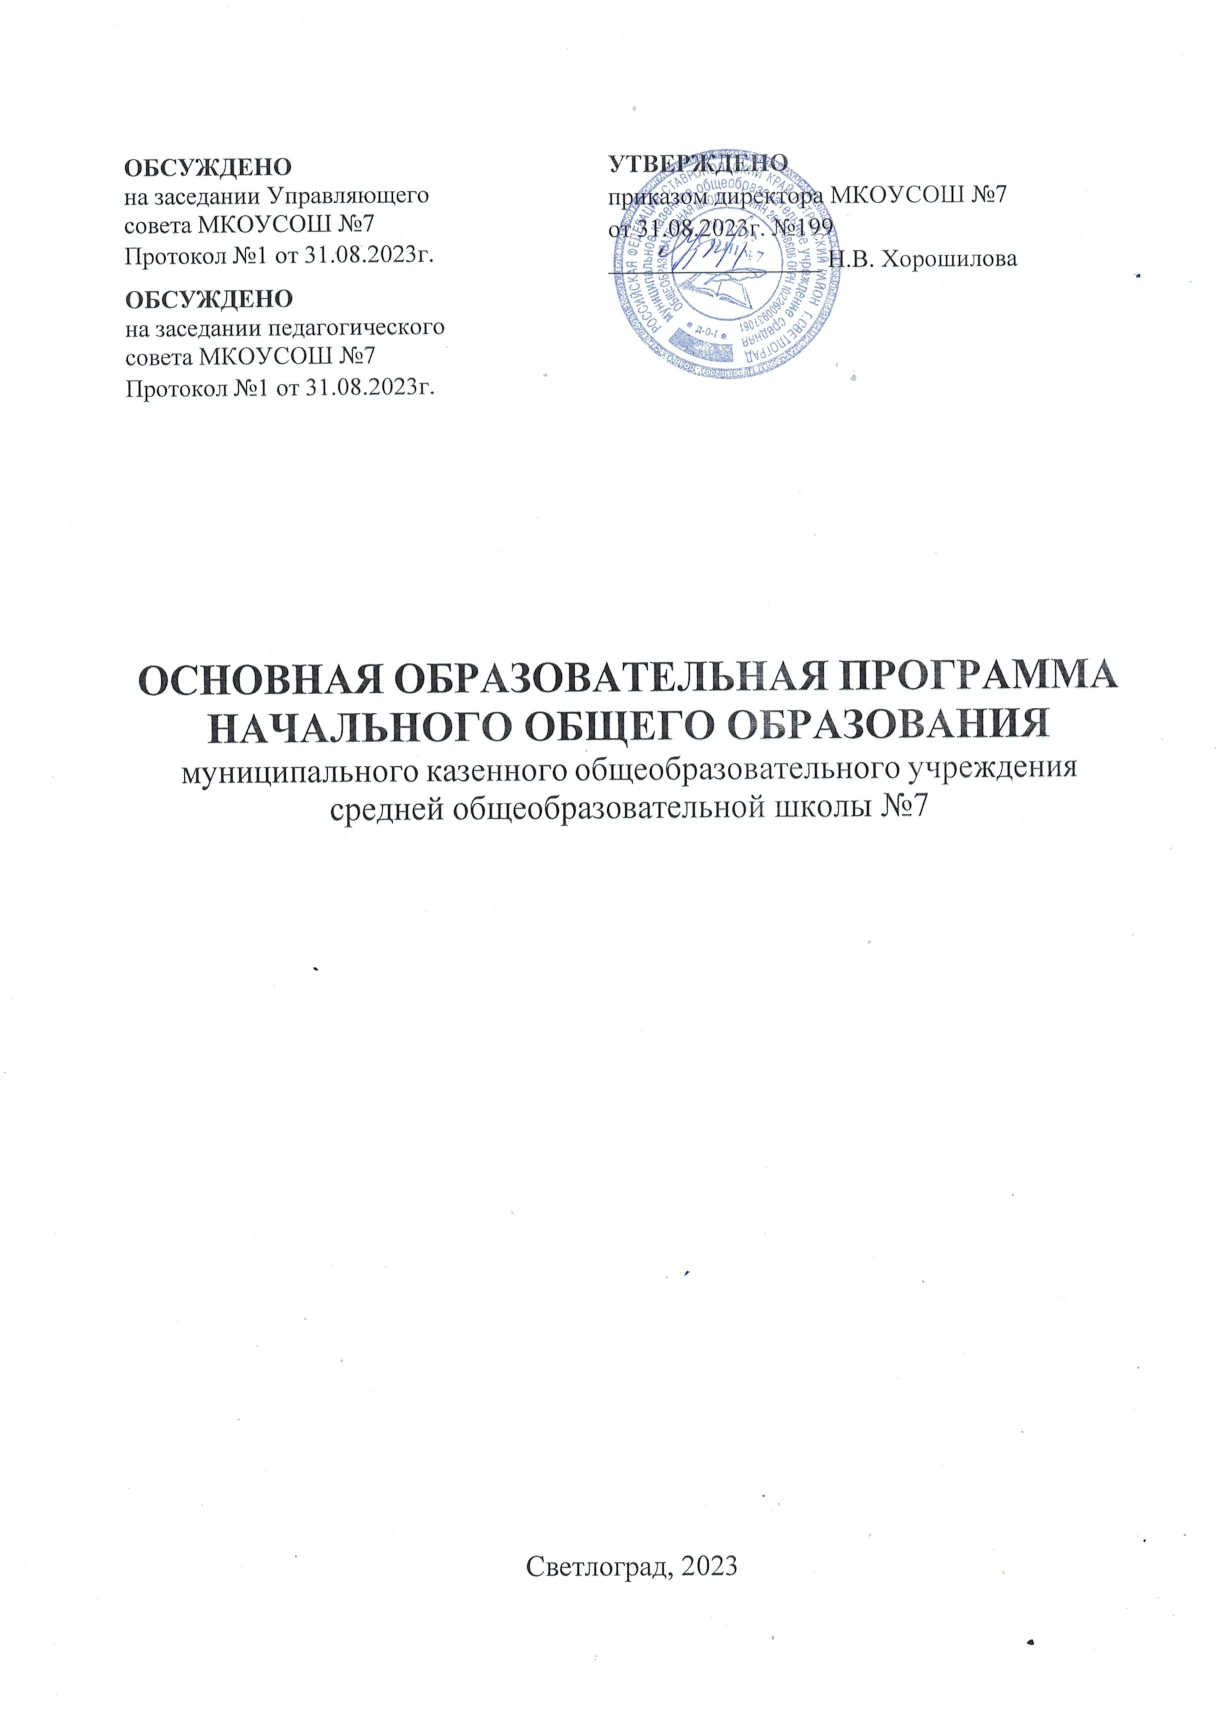 ОБСУЖДЕНО
на заседании Управляющего
совета МКОУСОШ №7
Протокол №1 от 31.08.2023г.
ОБСУЖДЕНО
на заседании педагогического
совета МКОУСОШ №7
Протокол №1 от 31.08.2023г.
УТВЕРЖДЕНО
приказом директора МКОУСОШ №7
от 31.08.2023г. №199
Н.В. Хорошилова
ОСНОВНАЯ ОБРАЗОВАТЕЛЬНАЯ ПРОГРАММА
НАЧАЛЬНОГО ОБЩЕГО ОБРАЗОВАНИЯ
муниципального казенного общеобразовательного учреждения
средней общеобразовательной школы №7
Светлоград, 2023